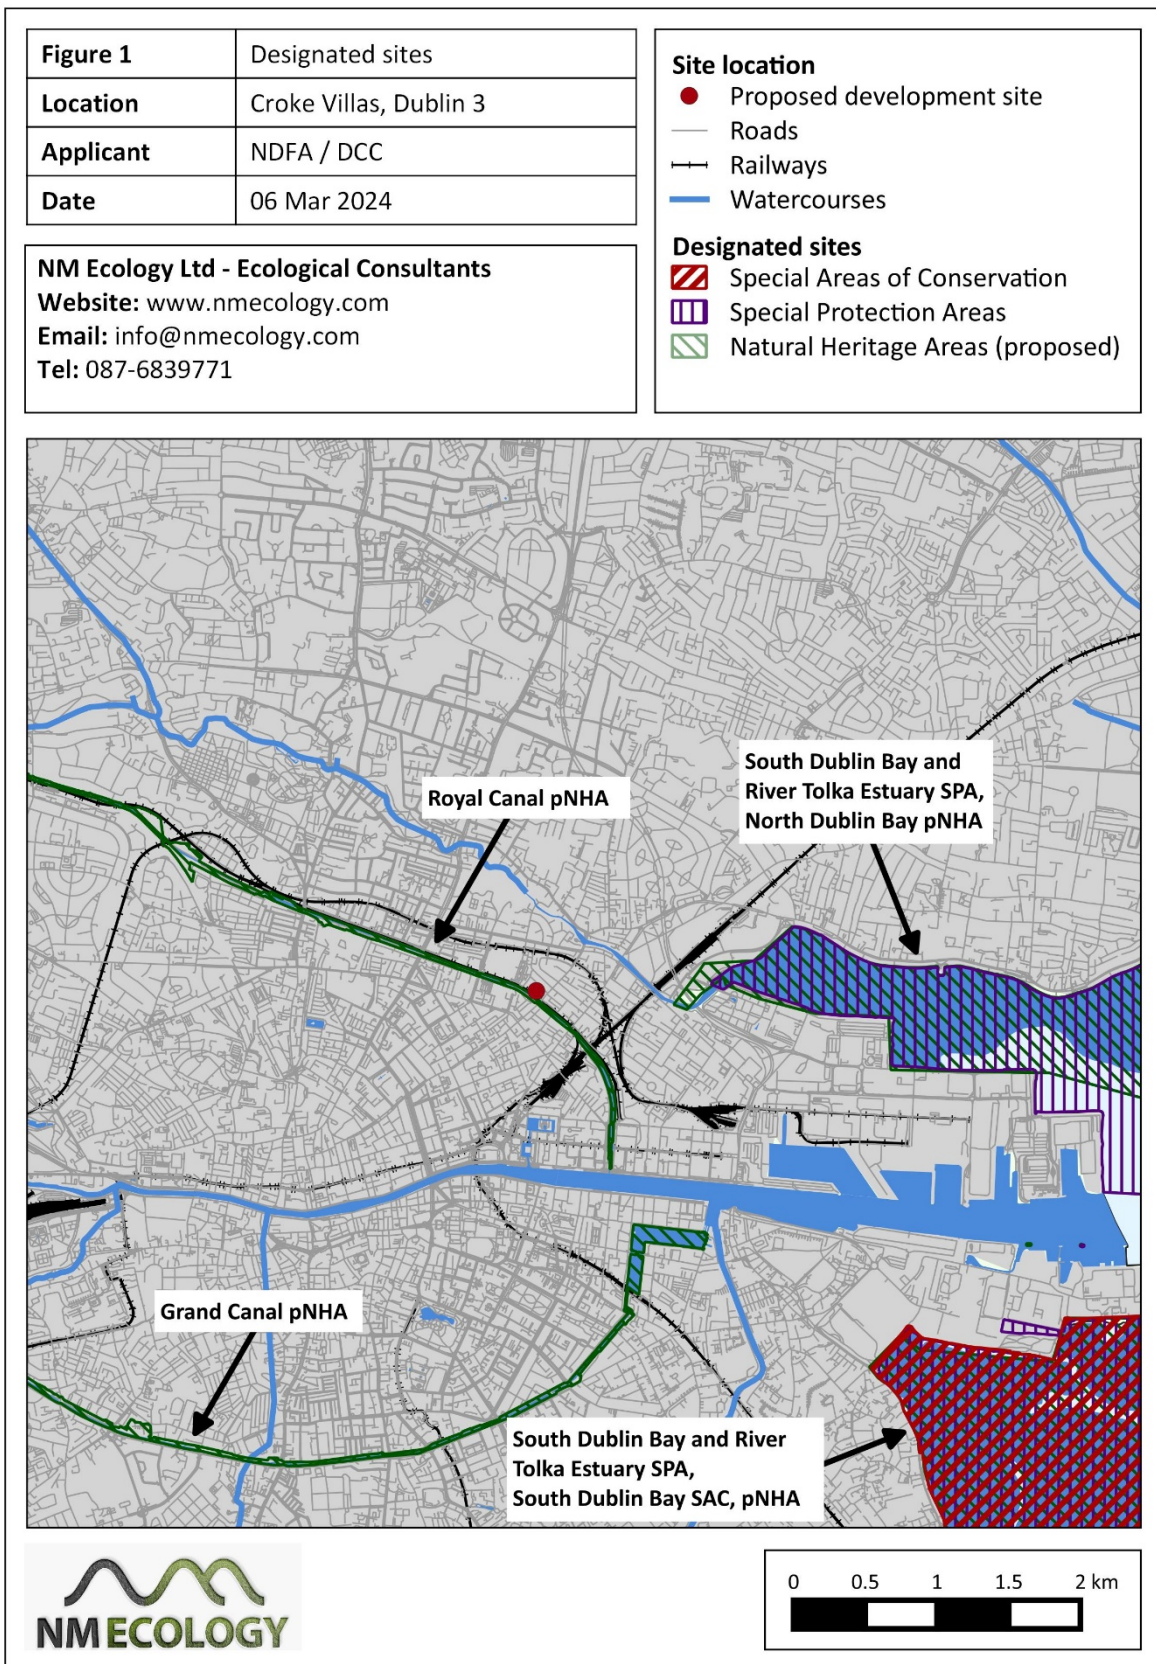 Figure 1 Designated sites
Location Croke Villas, Dublin 3
Applicant NDFA / DCC
Date 06 Mar 2024
NM Ecology Ltd - Ecological Consultants
Website: www.nmecology.com
Email: info@nmecology.com
Tel: 087-6839771
Site location
Proposed development site
Roads
Railways
Watercourses
Designated sites
Special Areas of Conservation
Special Protection Areas
Natural Heritage Areas (proposed)
South Dublin Bay and
River Tolka Estuary SPA,
North Dublin Bay pNHA
Royal Canal pNHA
Grand Canal pNHA
South Dublin Bay and River
Tolka Estuary SPA,
South Dublin Bay SAC, pNHA
NMECOLOGY
0 0.5 1 1.5 2 km